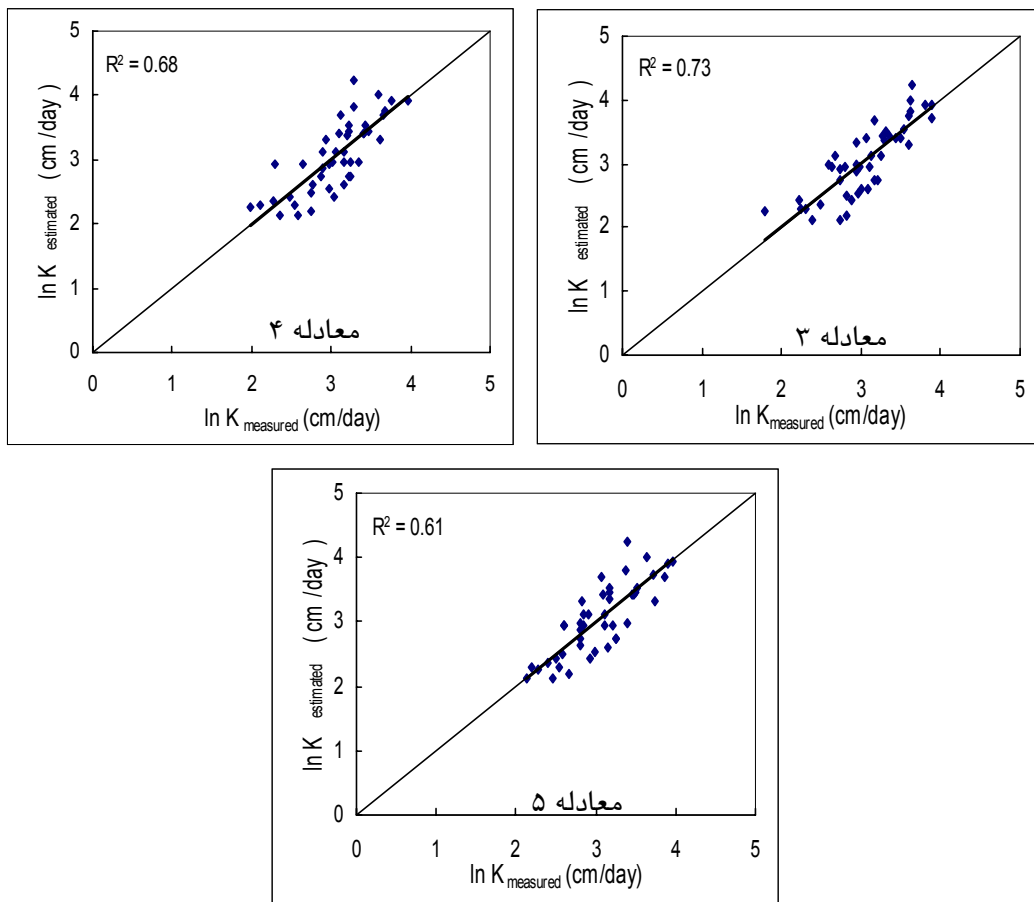 R² = 0.68
5
4
3
2
1
0
ln K estimated (cm/day)
معادله ۴
0 1 2 3 4 5
ln K measured (cm/day)
R² = 0.73
5
4
3
2
1
0
ln K estimated (cm/day)
معادله ۳
0 1 2 3 4 5
ln K measured (cm/day)
R² = 0.61
5
4
3
2
1
0
ln K estimated (cm/day)
معادله ۵
0 1 2 3 4 5
ln K measured (cm/day)